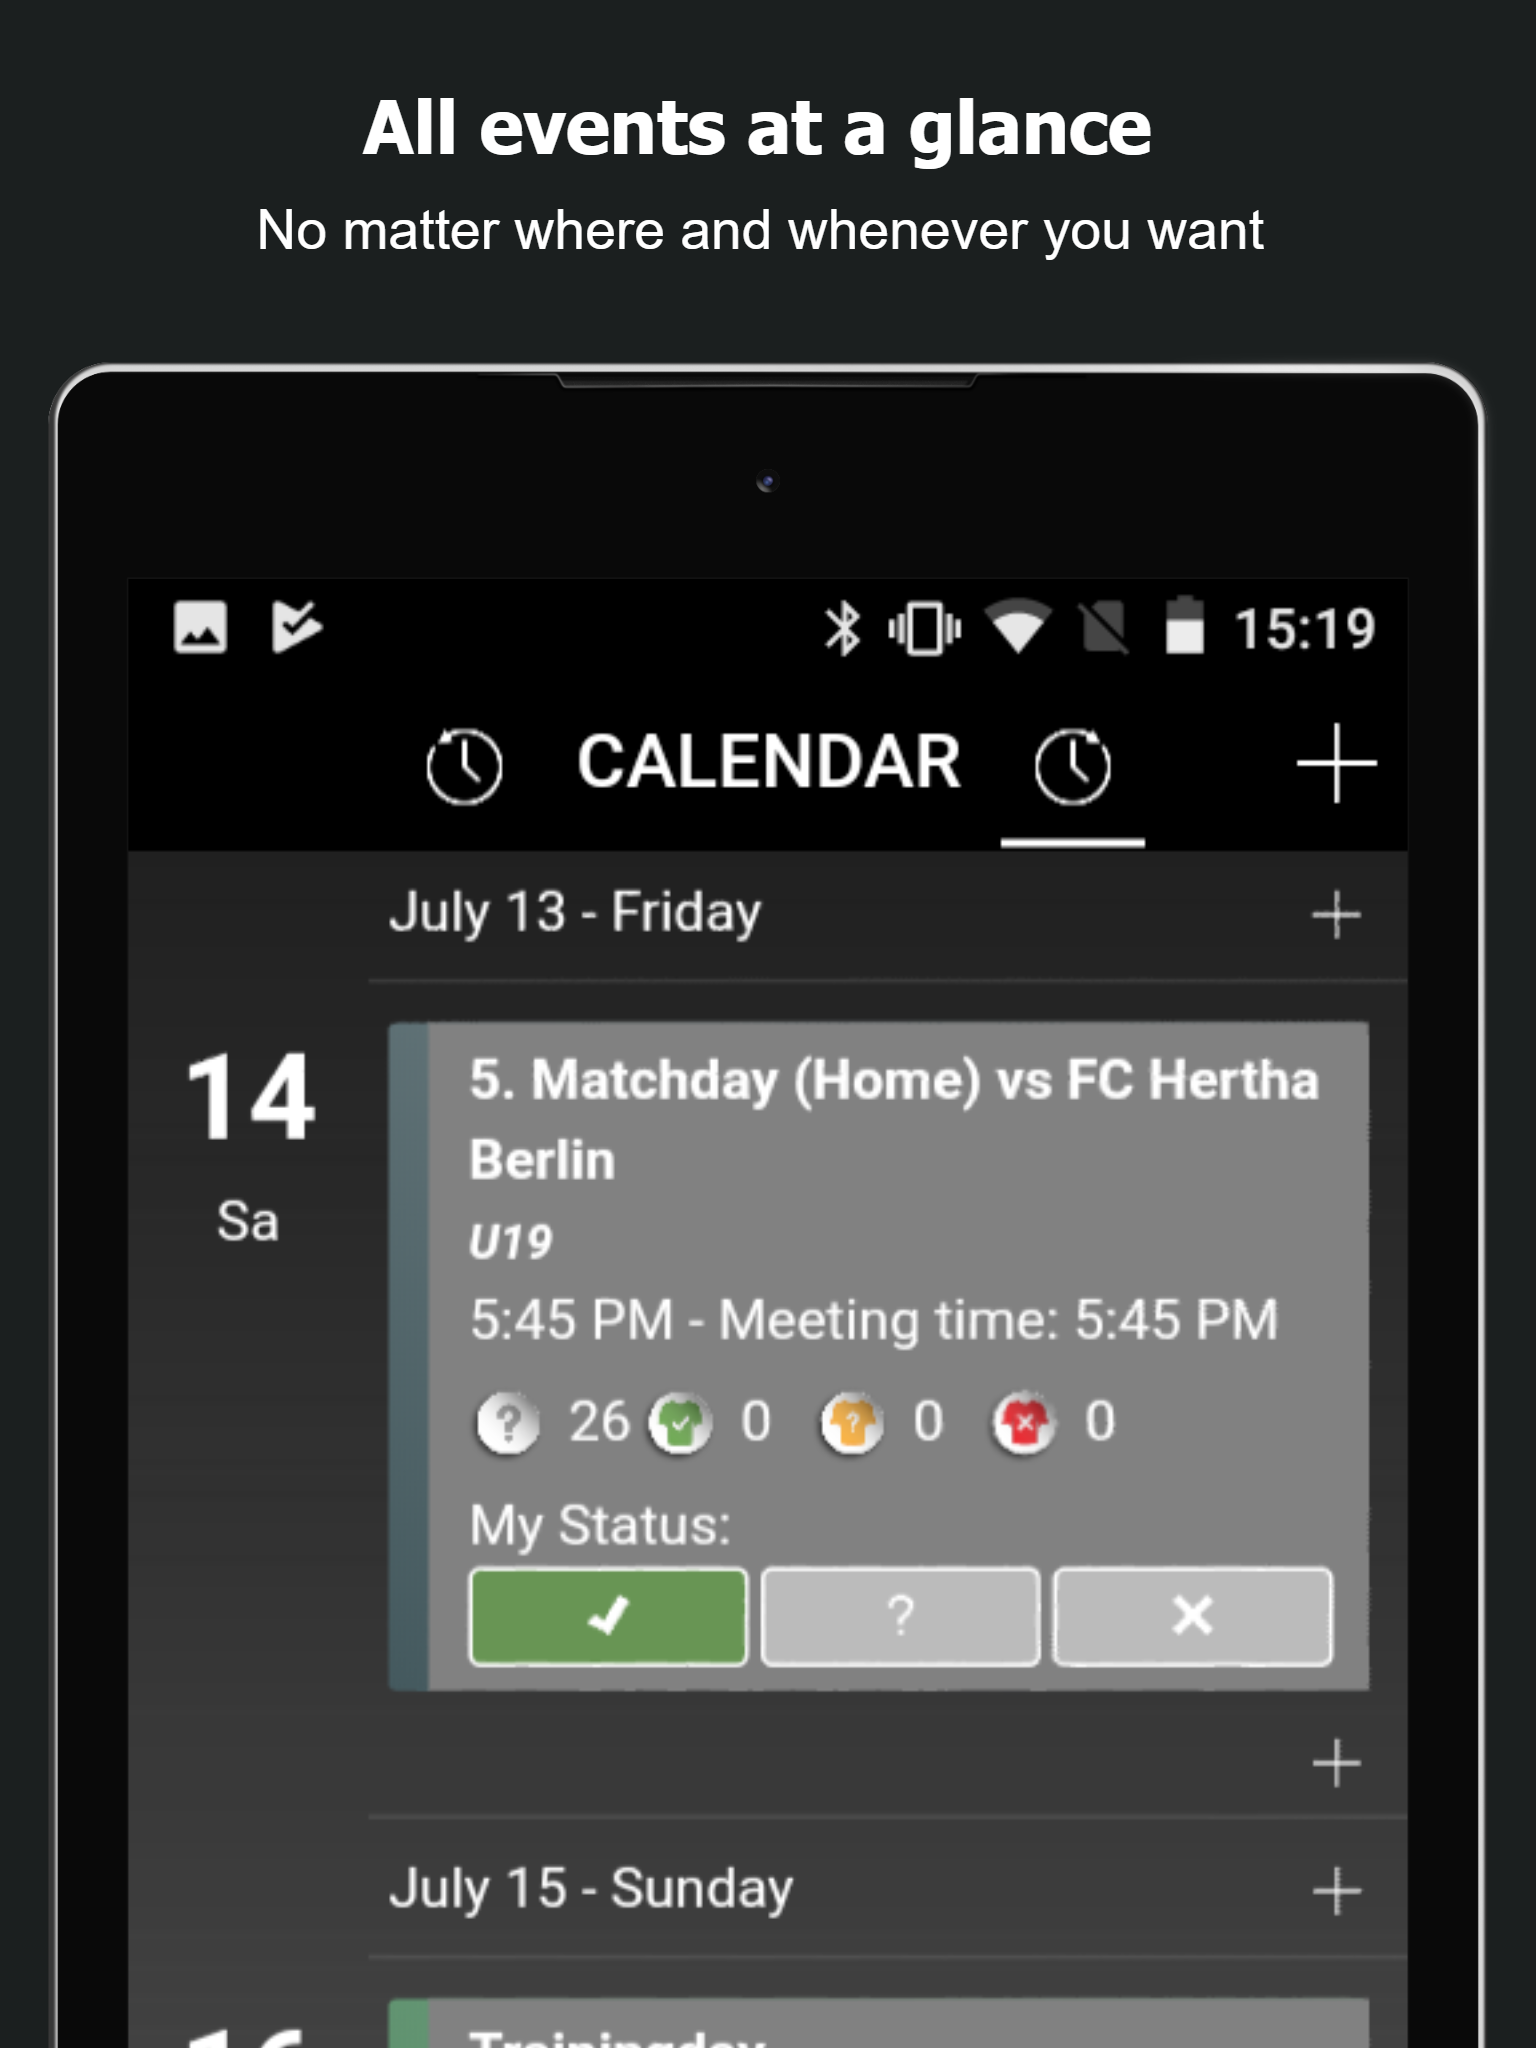 All events at a glance
No matter where and whenever you want
15:19
CALENDAR
July 13 - Friday
14
Sa
5. Matchday (Home) vs FC Hertha
Berlin
U19
5:45 PM - Meeting time: 5:45 PM
? 26 0 ? 0 0
My Status:
?
July 15 - Sunday
16
Trainingday